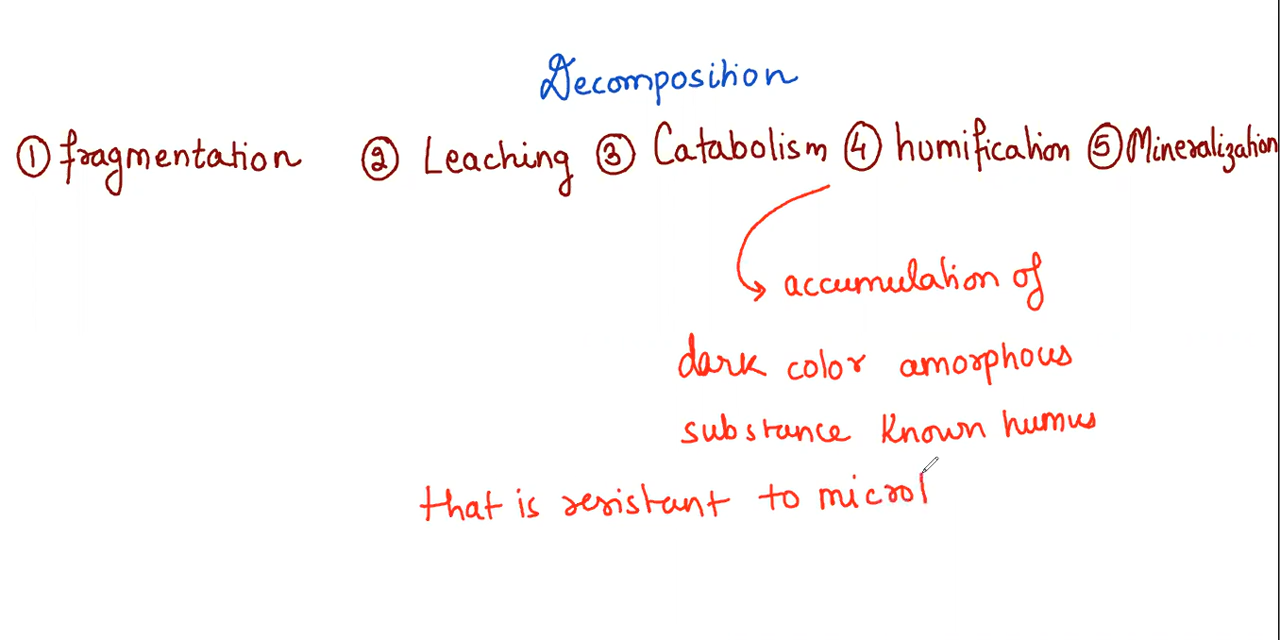 Decomposition
① fragmentation ② Leaching ③ Catabolism ④ humification ⑤ Mineralization
accumulation of
dark color amorphous
substance known humus
that is resistant to microl